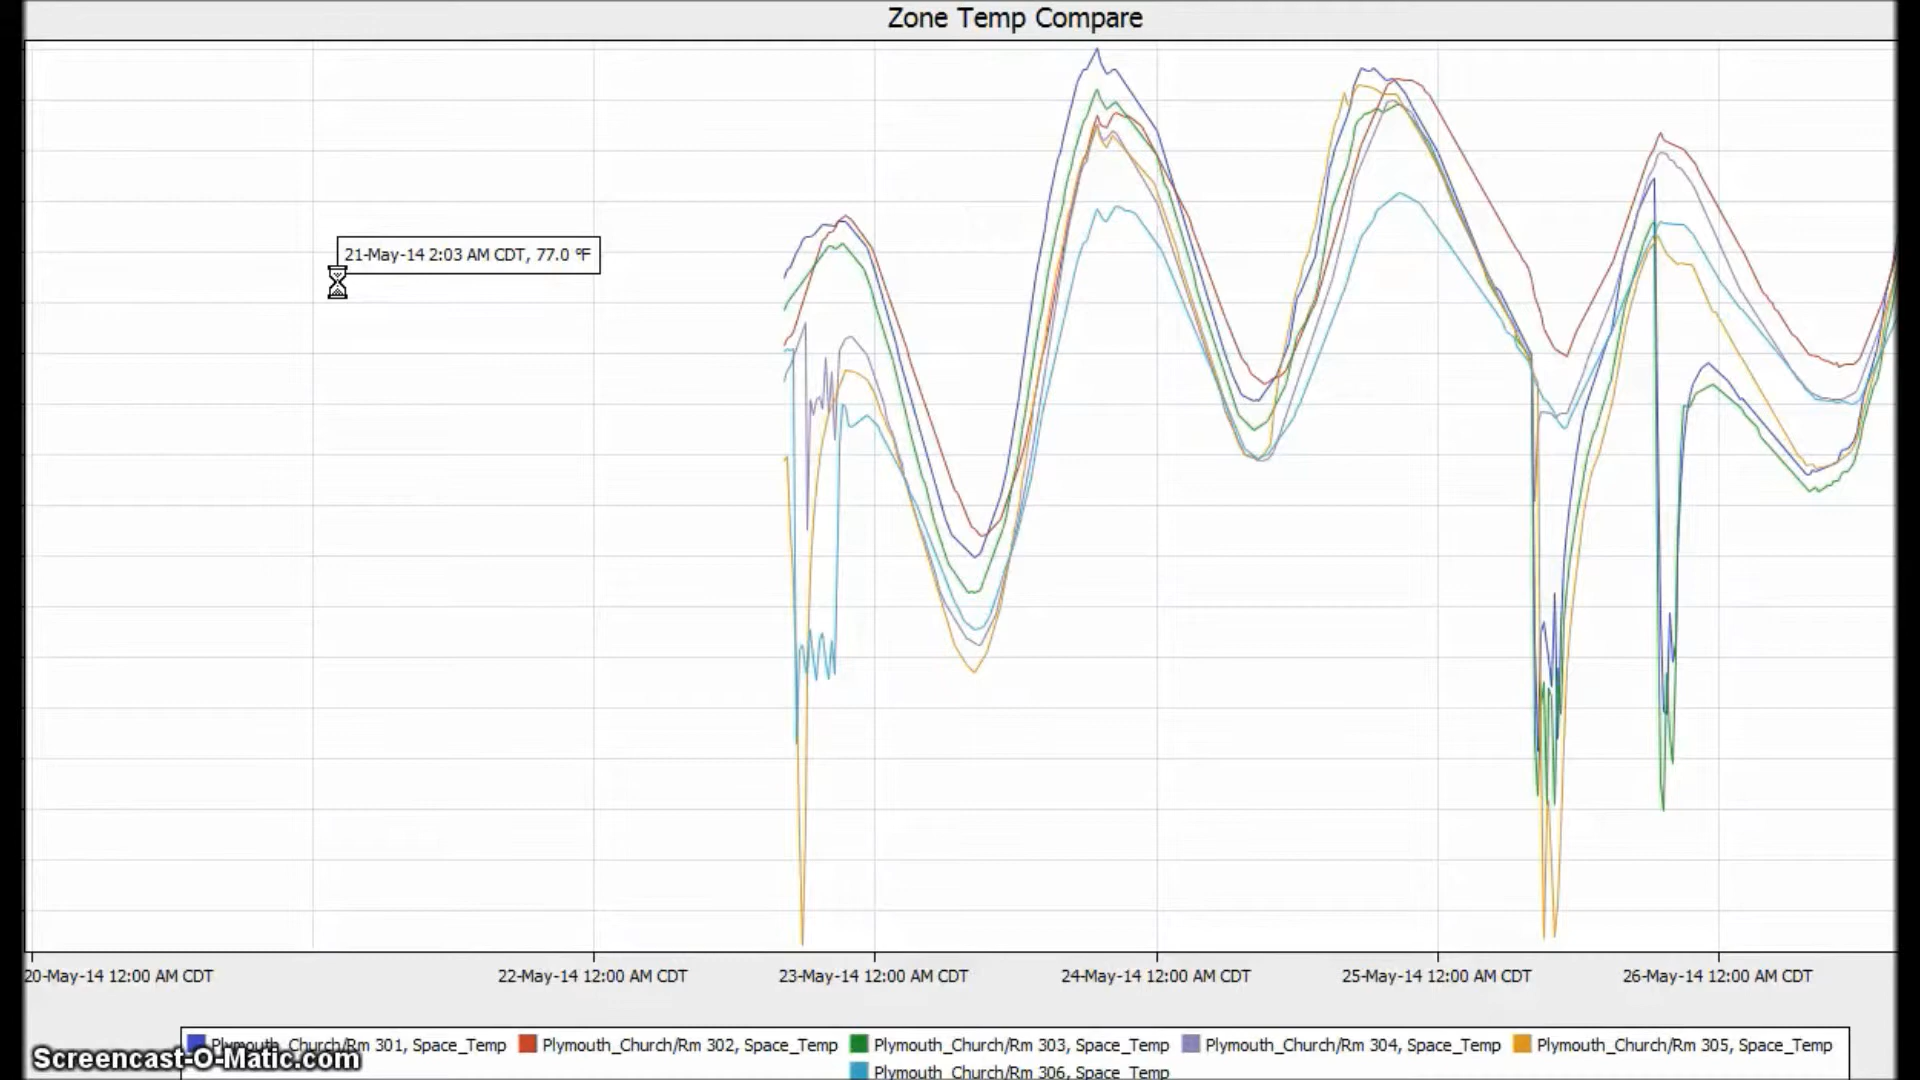 Zone Temp Compare
21-May-14 2:03 AM CDT, 77.0 °F
20-May-14 12:00 AM CDT
22-May-14 12:00 AM CDT
23-May-14 12:00 AM CDT
24-May-14 12:00 AM CDT
25-May-14 12:00 AM CDT
26-May-14 12:00 AM CDT
Plymouth_Church/Rm 301, Space_Temp
Plymouth_Church/Rm 302, Space_Temp
Plymouth_Church/Rm 303, Space_Temp
Plymouth_Church/Rm 304, Space_Temp
Plymouth_Church/Rm 305, Space_Temp
Plymouth_Church/Rm 306, Space_Temp
Screencast-O-Matic.com